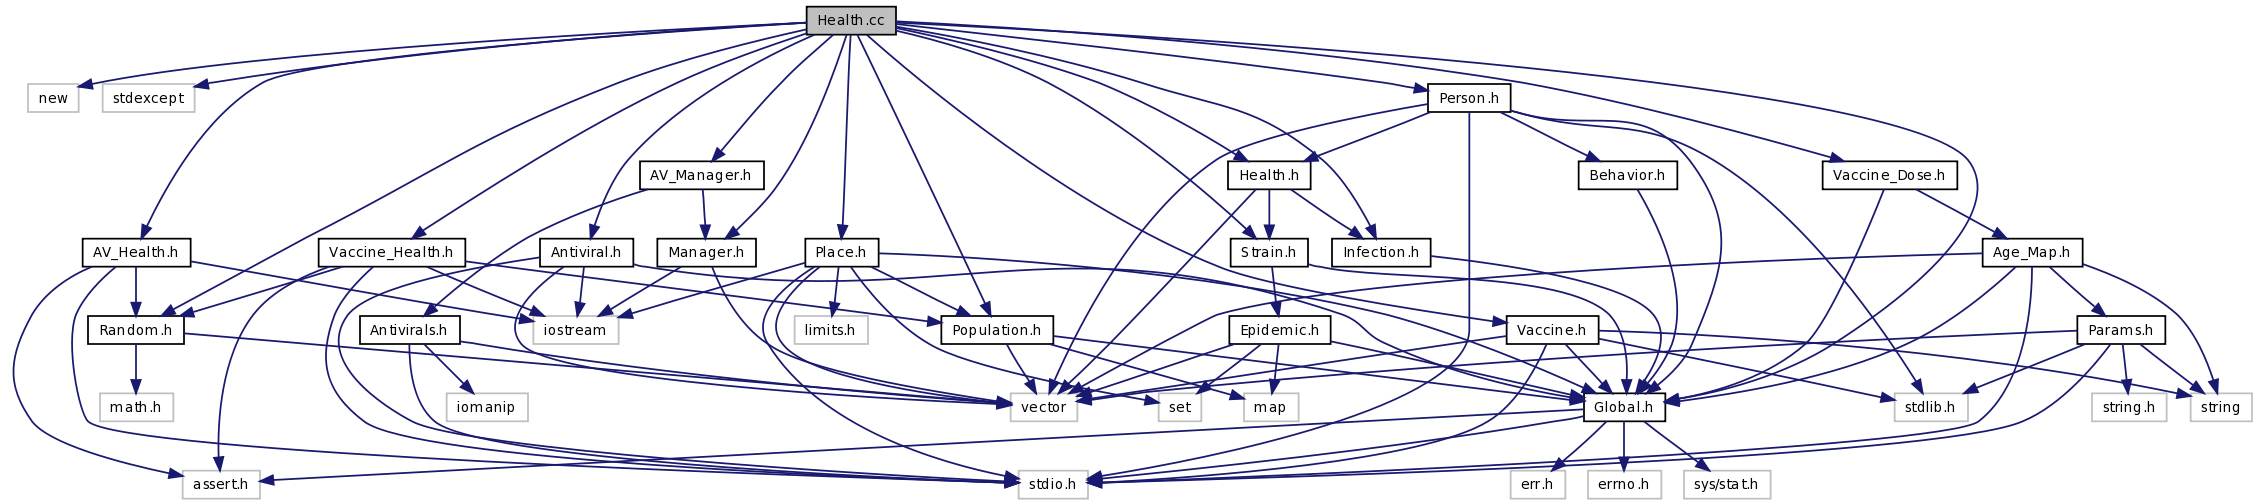 Health.cc
new
stdexcept
Person.h
AV_Manager.h
Health.h
Behavior.h
Vaccine_Dose.h
AV_Health.h
Vaccine_Health.h
Antiviral.h
Manager.h
Place.h
Strain.h
Infection.h
Age_Map.h
Random.h
Antivirals.h
iostream
limits.h
Population.h
Epidemic.h
Vaccine.h
Params.h
math.h
iomanip
vector
set
map
Global.h
stdlib.h
string.h
string
assert.h
stdio.h
err.h
errno.h
sys/stat.h